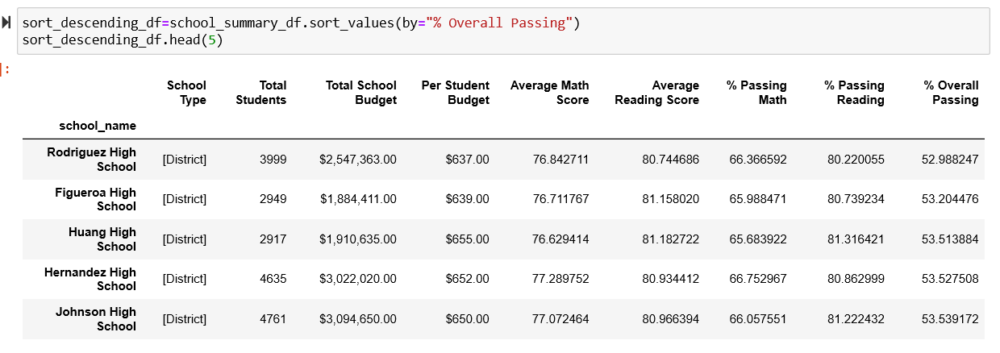 sort_descending_df=school_summary_df.sort_values(by="% Overall Passing")
sort_descending_df.head(5)
]:
School Type Total Students Total School Budget Per Student Budget Average Math Score Average Reading Score % Passing Math % Passing Reading % Overall Passing
school_name
Rodriguez High School [District] 3999 $2,547,363.00 $637.00 76.842711 80.744686 66.366592 80.220055 52.988247
Figueroa High School [District] 2949 $1,884,411.00 $639.00 76.711767 81.158020 65.988471 80.739234 53.204476
Huang High School [District] 2917 $1,910,635.00 $655.00 76.629414 81.182722 65.683922 81.316421 53.513884
Hernandez High School [District] 4635 $3,022,020.00 $652.00 77.289752 80.934412 66.752967 80.862999 53.527508
Johnson High School [District] 4761 $3,094,650.00 $650.00 77.072464 80.966394 66.057551 81.222432 53.539172